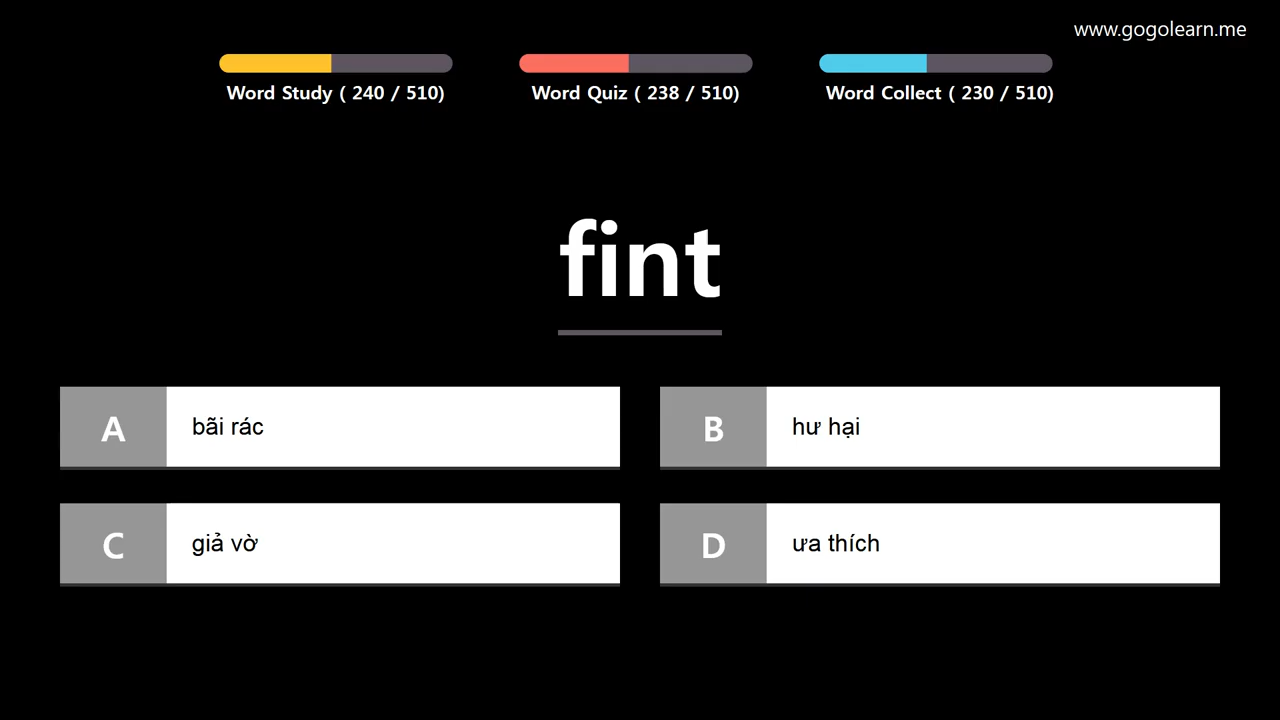 www.gogolearn.me
Word Study ( 240 / 510)
Word Quiz ( 238 / 510)
Word Collect ( 230 / 510)
fint
A
bãi rác
B
hư hại
C
giả vờ
D
ưa thích